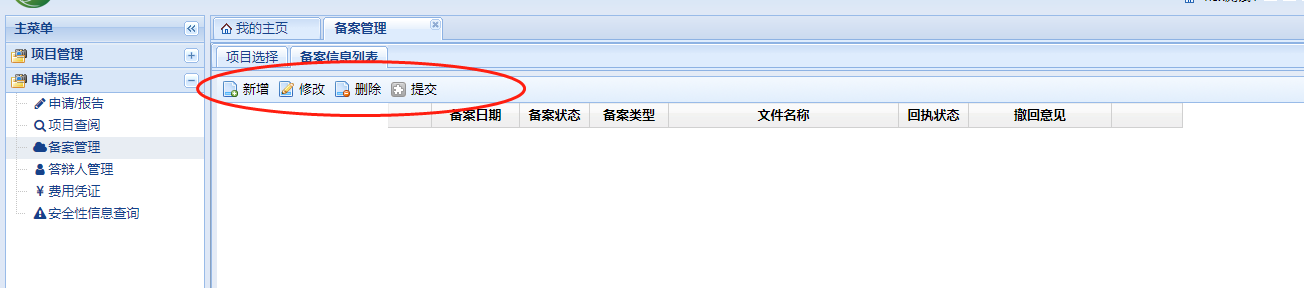 主菜单
我的主页 备案管理
项目管理
项目选择 备案信息列表
申请报告
新增 修改 删除 提交
申请/报告
备案日期 备案状态 备案类型 文件名称 回执状态 撤回意见
项目查阅
备案管理
答辩人管理
¥ 费用凭证
安全性信息查询